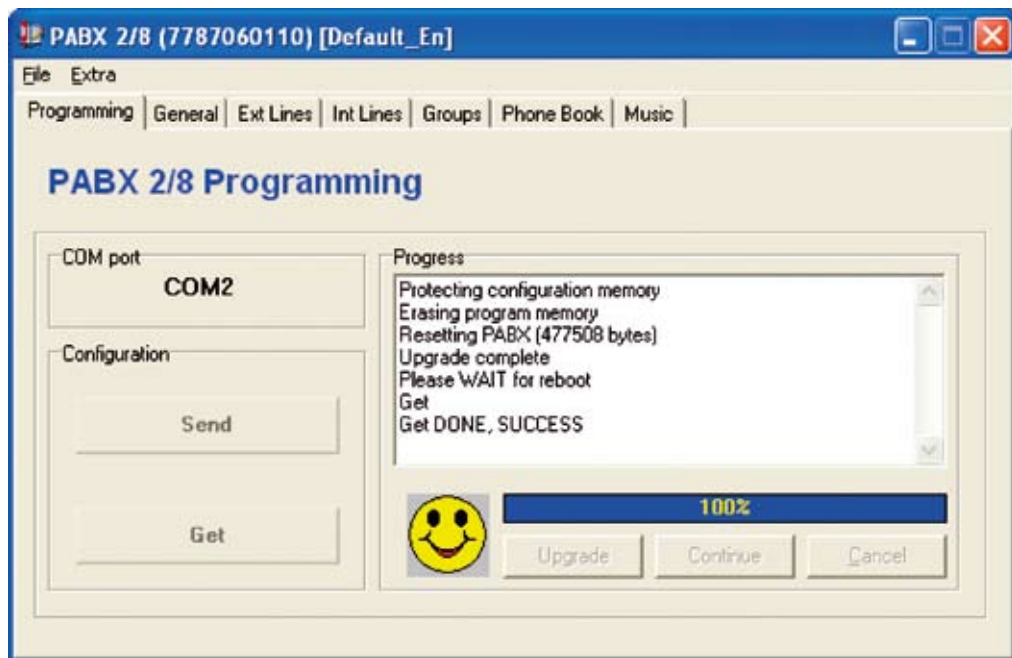 PABX 2/8 (7787060110) [Default_En]
File Extra
Programming General Ext Lines Int Lines Groups Phone Book Music
PABX 2/8 Programming
COM port
COM2
Configuration
Send
Get
Progress
Protecting configuration memory
Erasing program memory
Resetting PABX (477508 bytes)
Upgrade complete
Please WAIT for reboot
Get
Get DONE, SUCCESS
100%
Upgrade Continue Cancel